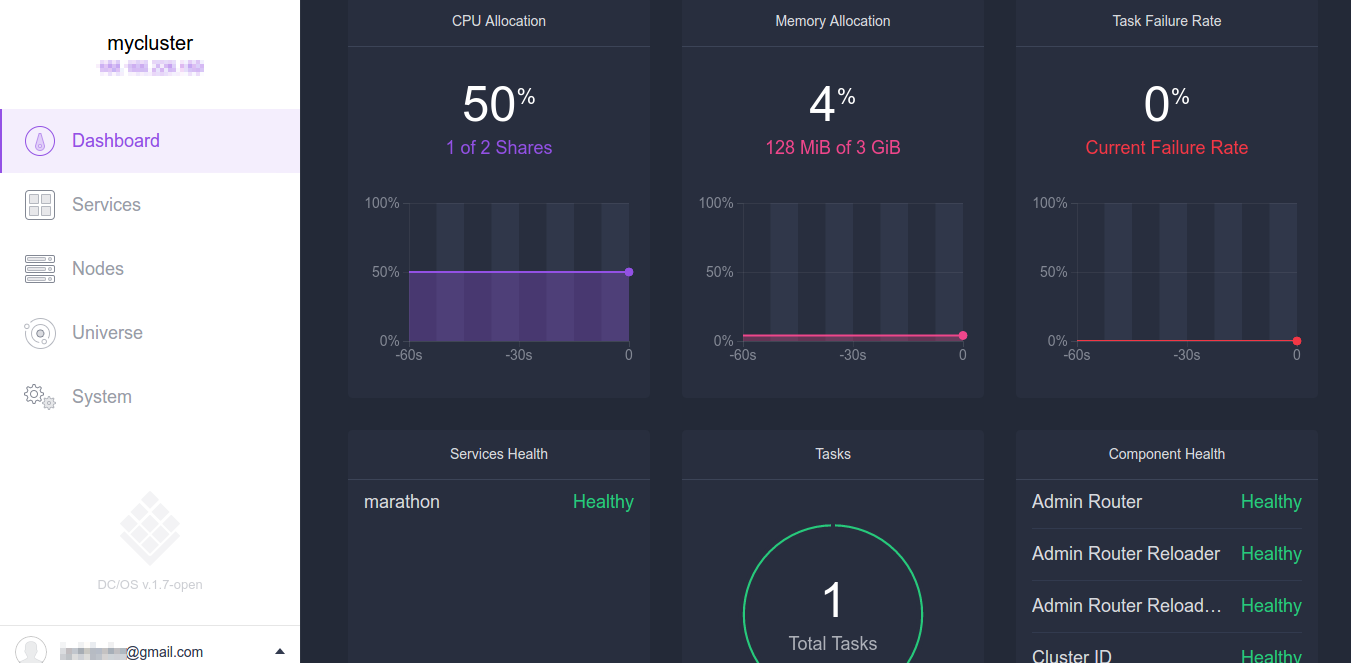 mycluster
Dashboard
Services
Nodes
Universe
System
DC/OS v.1.7-open
@gmail.com
CPU Allocation
50%
1 of 2 Shares
100%
50%
0%
-60s -30s 0
Memory Allocation
4%
128 MiB of 3 GiB
100%
50%
0%
-60s -30s 0
Task Failure Rate
0%
Current Failure Rate
100%
50%
0%
-60s -30s 0
Services Health
marathon Healthy
Tasks
1
Total Tasks
Component Health
Admin Router Healthy
Admin Router Reloader Healthy
Admin Router Reload… Healthy
Cluster ID Healthy